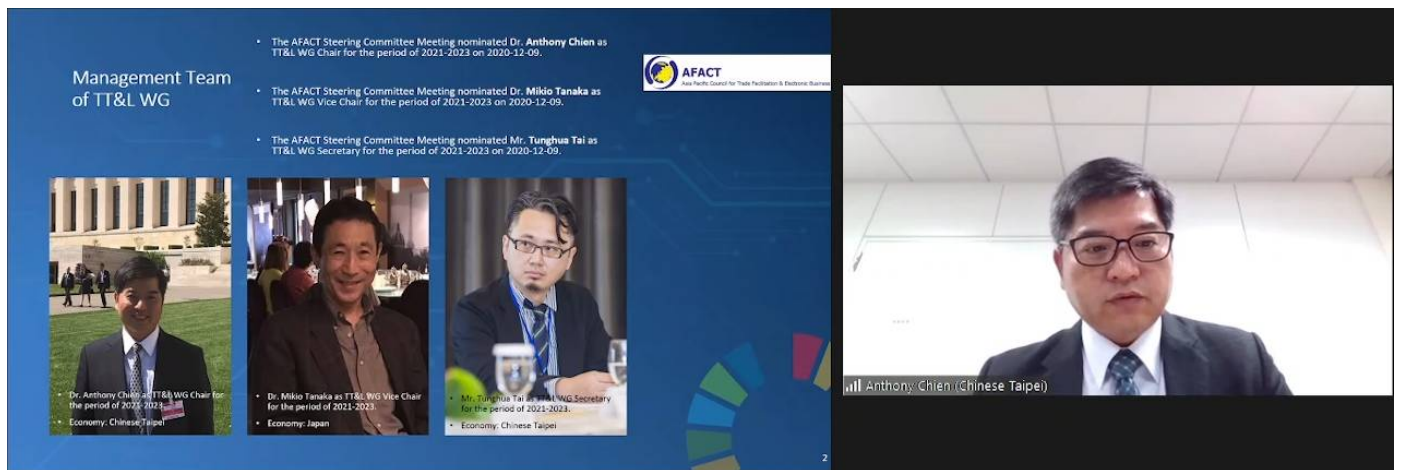 Management Team
of TT&L WG
• The AFACT Steering Committee Meeting nominated Dr. Anthony Chien as
TT&L WG Chair for the period of 2021-2023 on 2020-12-09.
• The AFACT Steering Committee Meeting nominated Dr. Mikio Tanaka as
TT&L WG Vice Chair for the period of 2021-2023 on 2020-12-09.
• The AFACT Steering Committee Meeting nominated Mr. Tunghua Tai as
TT&L WG Secretary for the period of 2021-2023 on 2020-12-09.
AFACT
Asia Pacific Council for Trade Facilitation & Electronic Business
• Dr. Anthony Chien as TT&L WG Chair for
the period of 2021-2023.
• Economy: Chinese Taipei
• Dr. Mikio Tanaka as TT&L WG Vice Chair
for the period of 2021-2023.
• Economy: Japan
• Mr. Tunghua Tai as TT&L WG Secretary
for the period of 2021-2023.
• Economy: Chinese Taipei
2
Anthony Chien (Chinese Taipei)